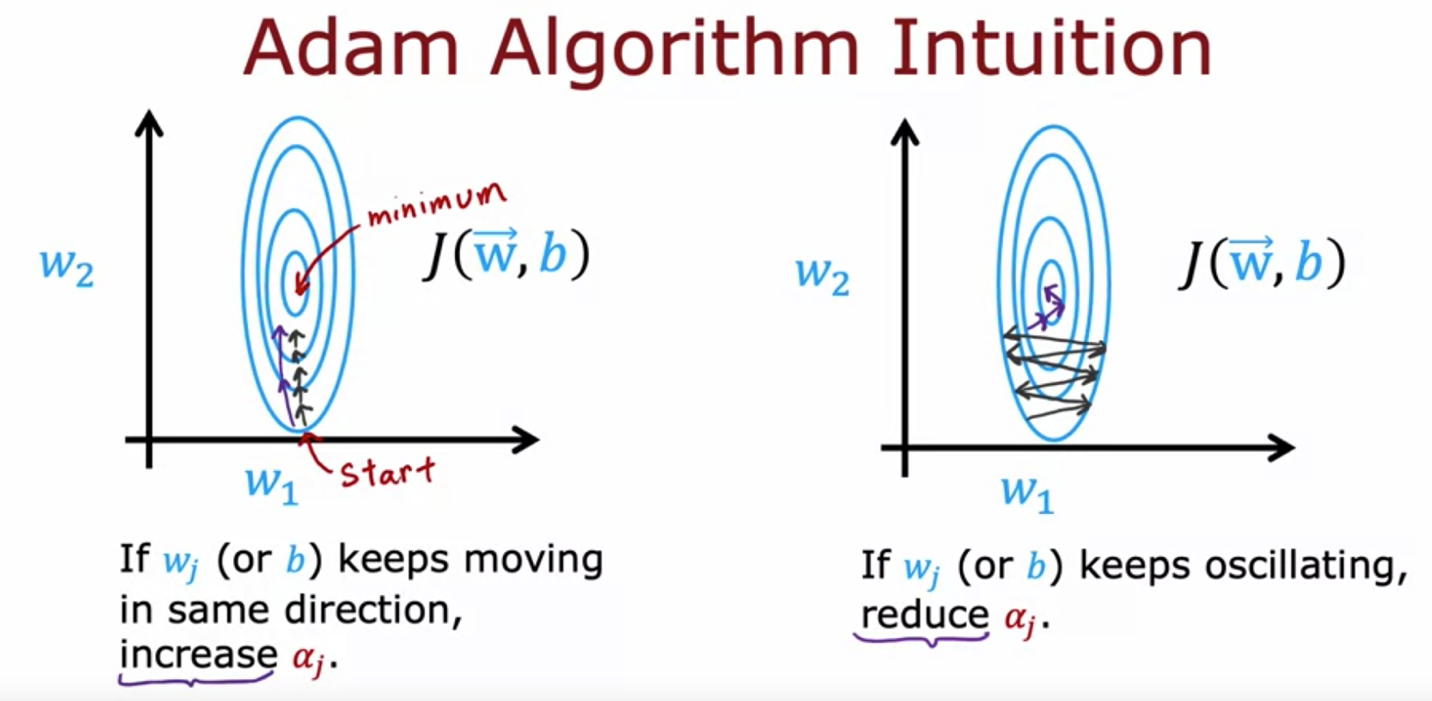 Adam Algorithm Intuition
w₂
minimum
J(w⃗, b)
w₁
start
If wⱼ (or b) keeps moving
in same direction,
increase αⱼ.
w₂
J(w⃗, b)
w₁
If wⱼ (or b) keeps oscillating,
reduce αⱼ.